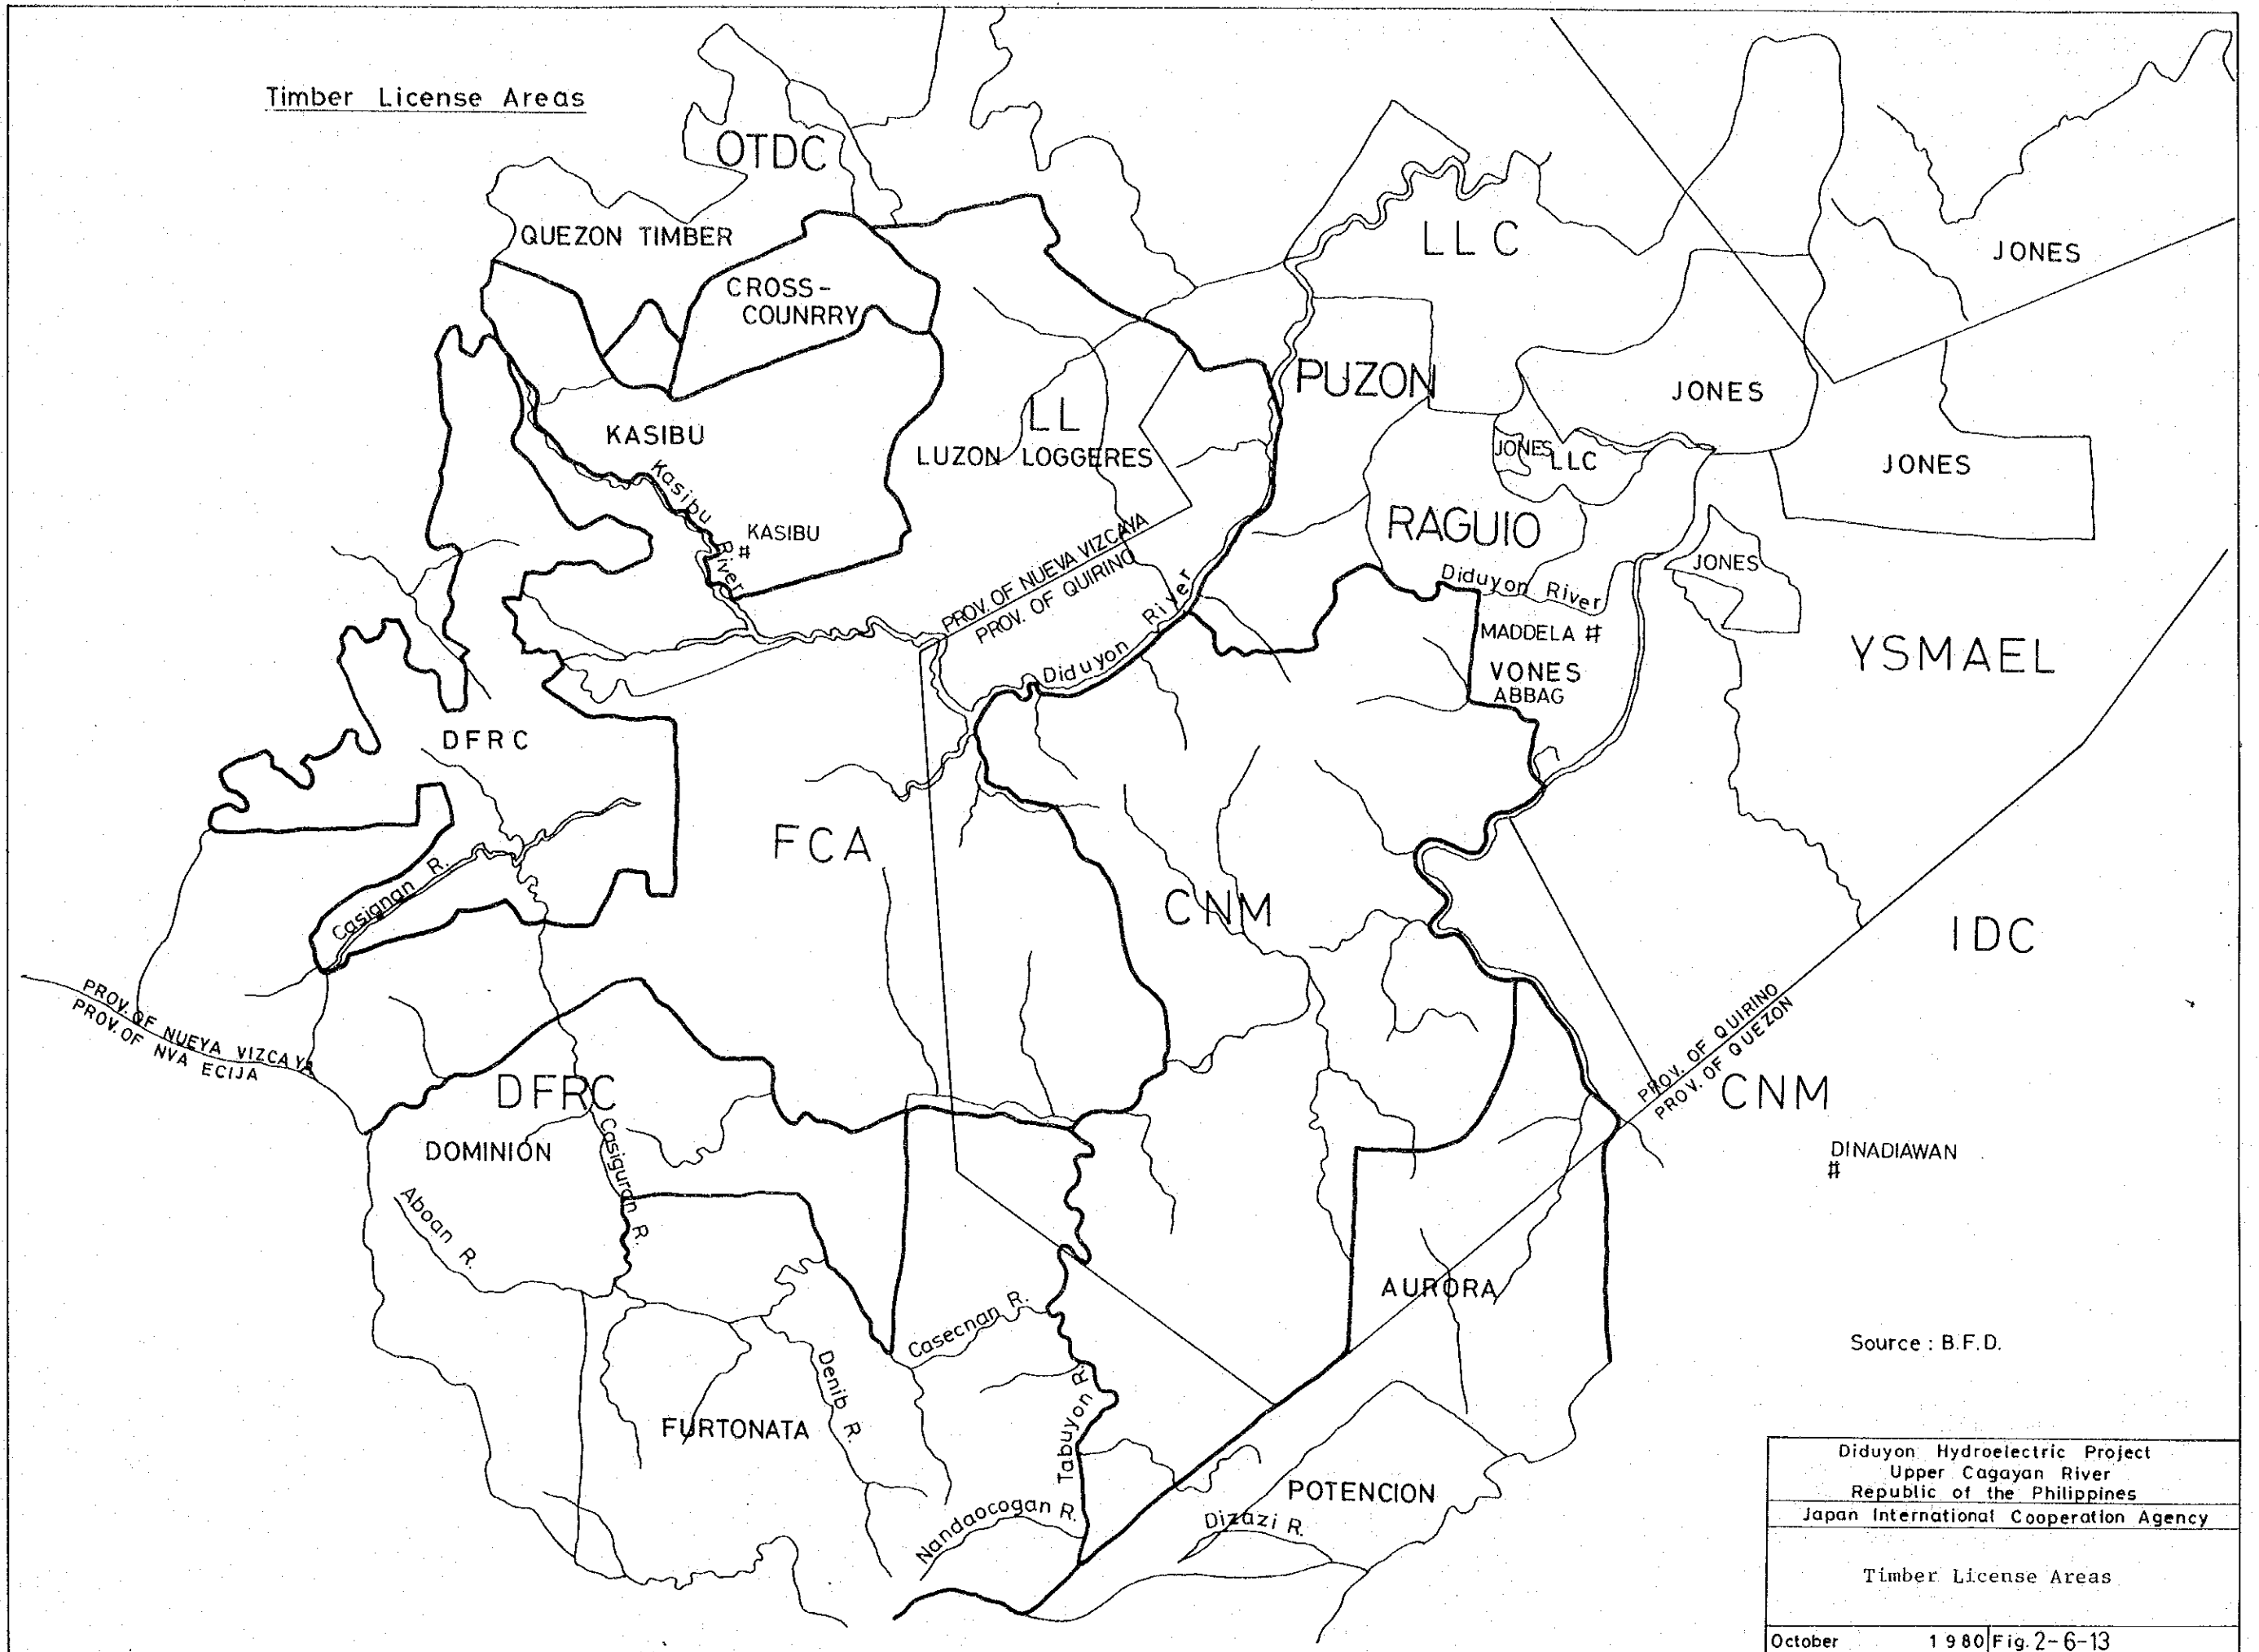 Timber License Areas
OTDC
QUEZON TIMBER
CROSS-
COUNRRY
LLC
JONES
PUZON
JONES
KASIBU
LL
LUZON LOGGERES
JONES
LLC
JONES
Kasibu River
# KASIBU
RAGUIO
JONES
PROV. OF NUEVA VIZCAYA
PROV. OF QUIRINO
Diduyon River
Diduyon River
MADDELA #
VONES
ABBAG
YSMAEL
DFRC
FCA
CNM
Casignan R.
IDC
PROV. OF NUEYA VIZCAYA
PROV. OF NVA ECIJA
PROV. OF QUIRINO
PROV. OF QUEZON
DFRC
CNM
DOMINION
Casiguran R.
DINADIAWAN
#
Aboan R.
AURORA
Casecnan R.
Source : B.F.D.
Denib R.
Tabuyon R.
FURTONATA
POTENCION
Nandaocogan R.
Dizazi R.
Diduyon Hydroelectric Project
Upper Cagayan River
Republic of the Philippines
Japan International Cooperation Agency
Timber License Areas
October 1980 Fig. 2-6-13